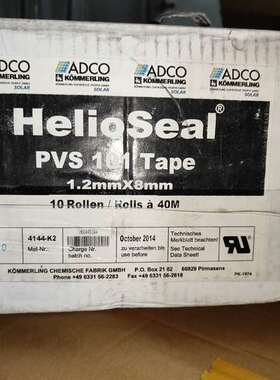 ADCO
KÖMMERLING
SOLAR
ADCO
KÖMMERLING
ADCO
KÖMMERLING
ADCO
KÖMMERLING
SOLAR
HelioSeal®
PVS 101 Tape
1.2mmX8mm
10 Rollen / Rolls à 40M
4144-K2
Mat-Nr.
Charge Nr.
batch no.
October 2014
zu verarbeiten bis
use before
Technisches
Merkblatt beachten!
(See Technical
Data Sheet!)
KÖMMERLING CHEMISCHE FABRIK GMBH
P.O. Box 21 62
66929 Pirmasens
Phone +49 6331 56-2283
Fax +49 6331 56-2618